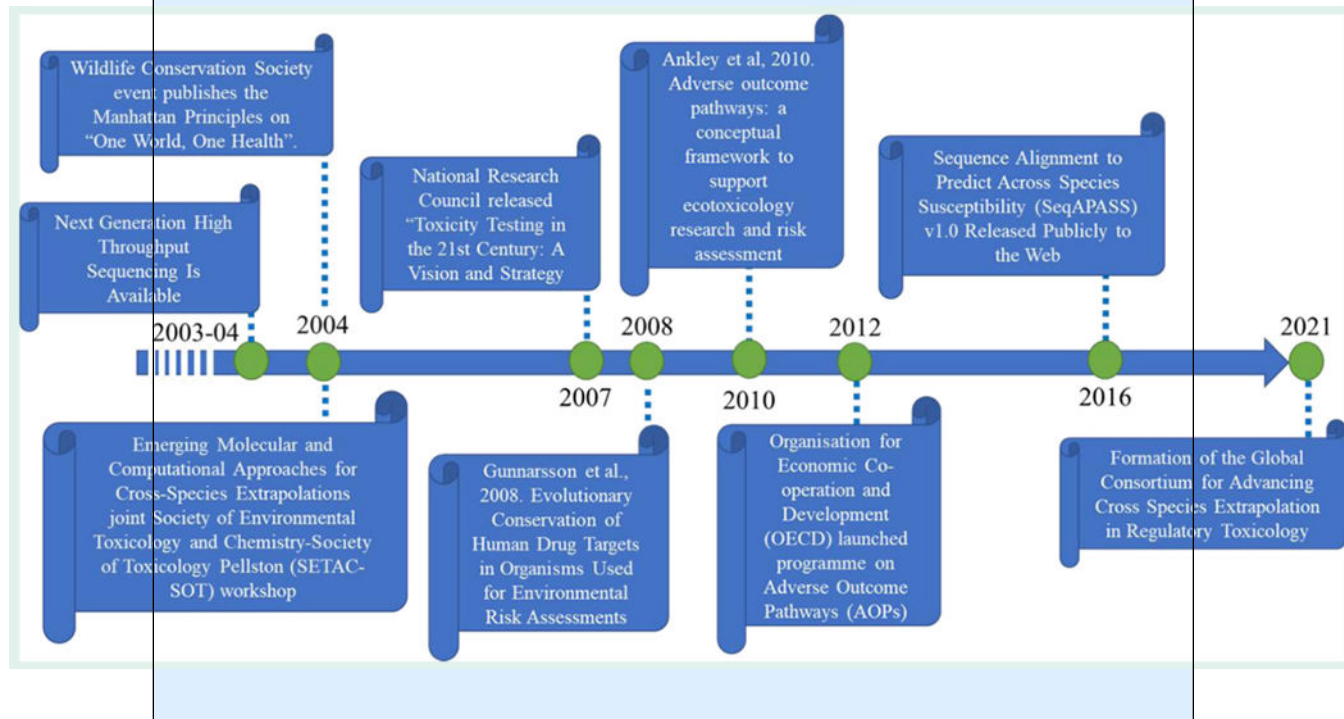 Wildlife Conservation Society
event publishes the
Manhattan Principles on
“One World, One Health”.
Next Generation High
Throughput
Sequencing Is
Available
National Research
Council released
“Toxicity Testing in
the 21st Century: A
Vision and Strategy
Ankley et al, 2010.
Adverse outcome
pathways: a
conceptual
framework to
support
ecotoxicology
research and risk
assessment
Sequence Alignment to
Predict Across Species
Susceptibility (SeqAPASS)
v1.0 Released Publicly to
the Web
2003-04
2004
2007
2008
2010
2012
2016
2021
Emerging Molecular and
Computational Approaches for
Cross-Species Extrapolations
joint Society of Environmental
Toxicology and Chemistry-Society
of Toxicology Pellston (SETAC-
SOT) workshop
Gunnarsson et al.,
2008. Evolutionary
Conservation of
Human Drug Targets
in Organisms Used
for Environmental
Risk Assessments
Organisation for
Economic Co-
operation and
Development
(OECD) launched
programme on
Adverse Outcome
Pathways (AOPs)
Formation of the Global
Consortium for Advancing
Cross Species Extrapolation
in Regulatory Toxicology